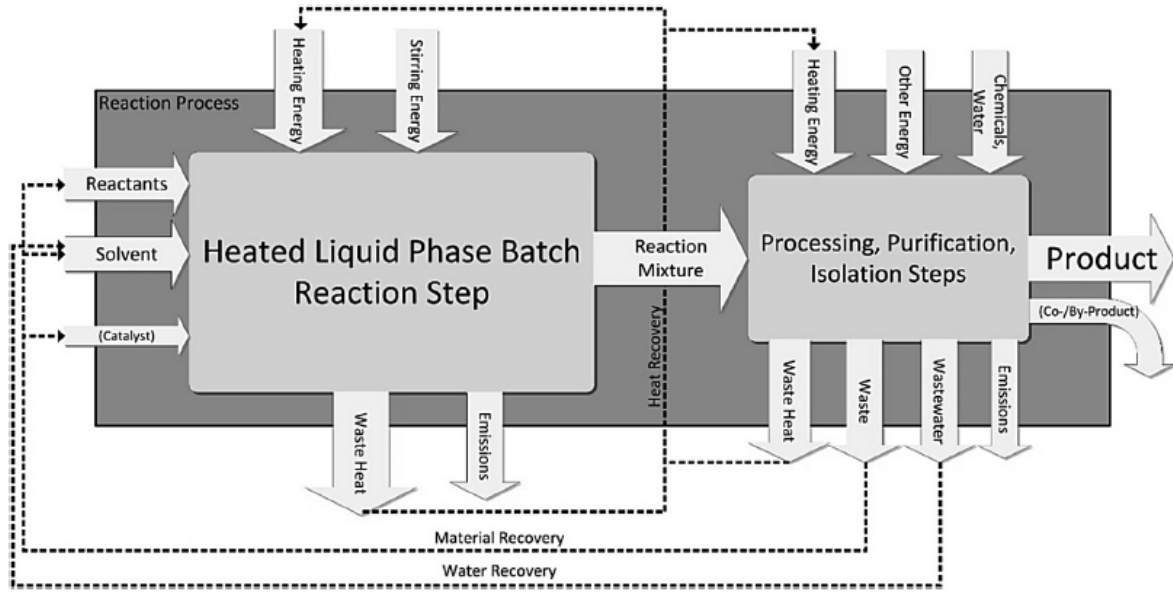 Heating Energy
Stirring Energy
Heating Energy
Other Energy
Chemicals,
Water
Reaction Process
Reactants
Solvent
(Catalyst)
Heated Liquid Phase Batch
Reaction Step
Reaction
Mixture
Processing, Purification,
Isolation Steps
Product
(Co-/By-Product)
Heat Recovery
Waste Heat
Emissions
Waste Heat
Waste
Wastewater
Emissions
Material Recovery
Water Recovery